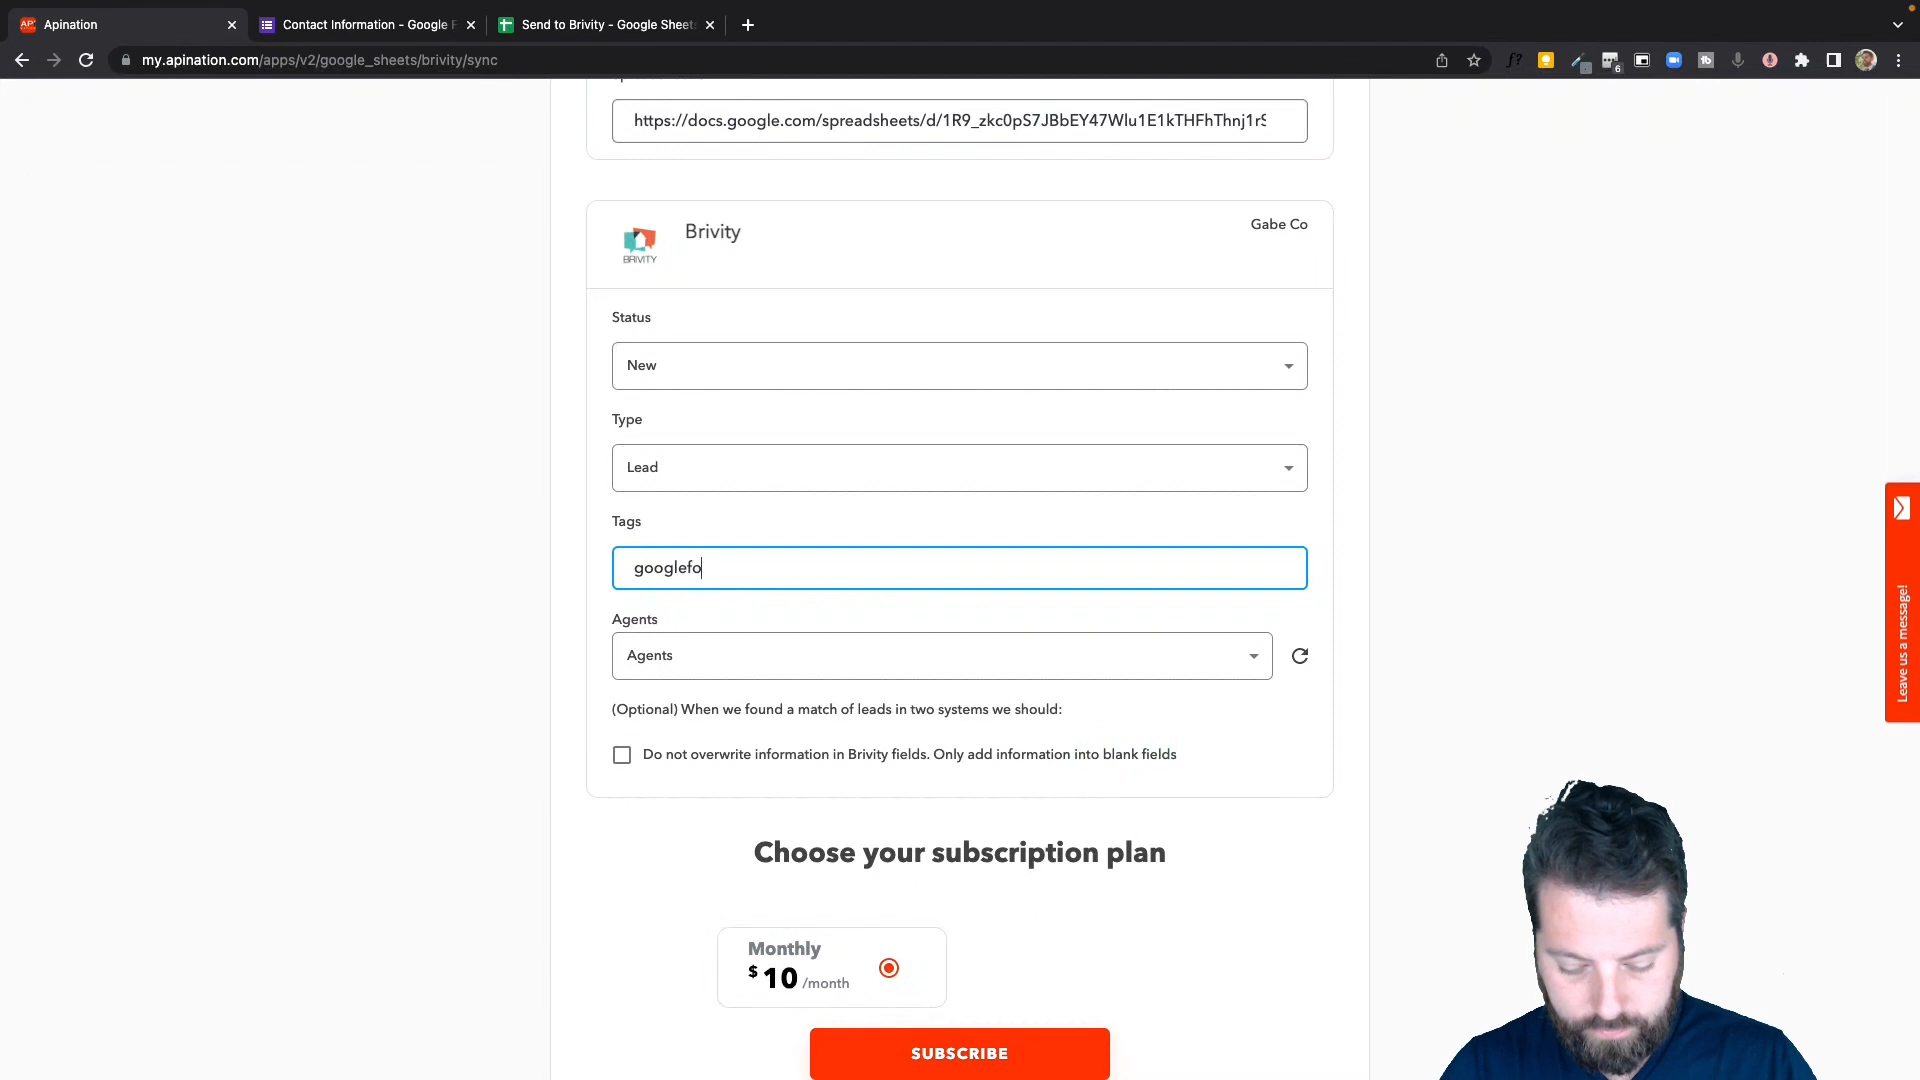 Apination
Contact Information - Google F
Send to Brivity - Google Sheets
my.apination.com/apps/v2/google_sheets/brivity/sync
https://docs.google.com/spreadsheets/d/1R9_zkc0pS7JBbEY47Wlu1E1kTHFhThnj1rS
BRIVITY
Brivity
Gabe Co
Status
New
Type
Lead
Tags
googlefo
Agents
Agents
(Optional) When we found a match of leads in two systems we should:
Do not overwrite information in Brivity fields. Only add information into blank fields
Choose your subscription plan
Monthly
$ 10 /month
SUBSCRIBE
Leave us a message!